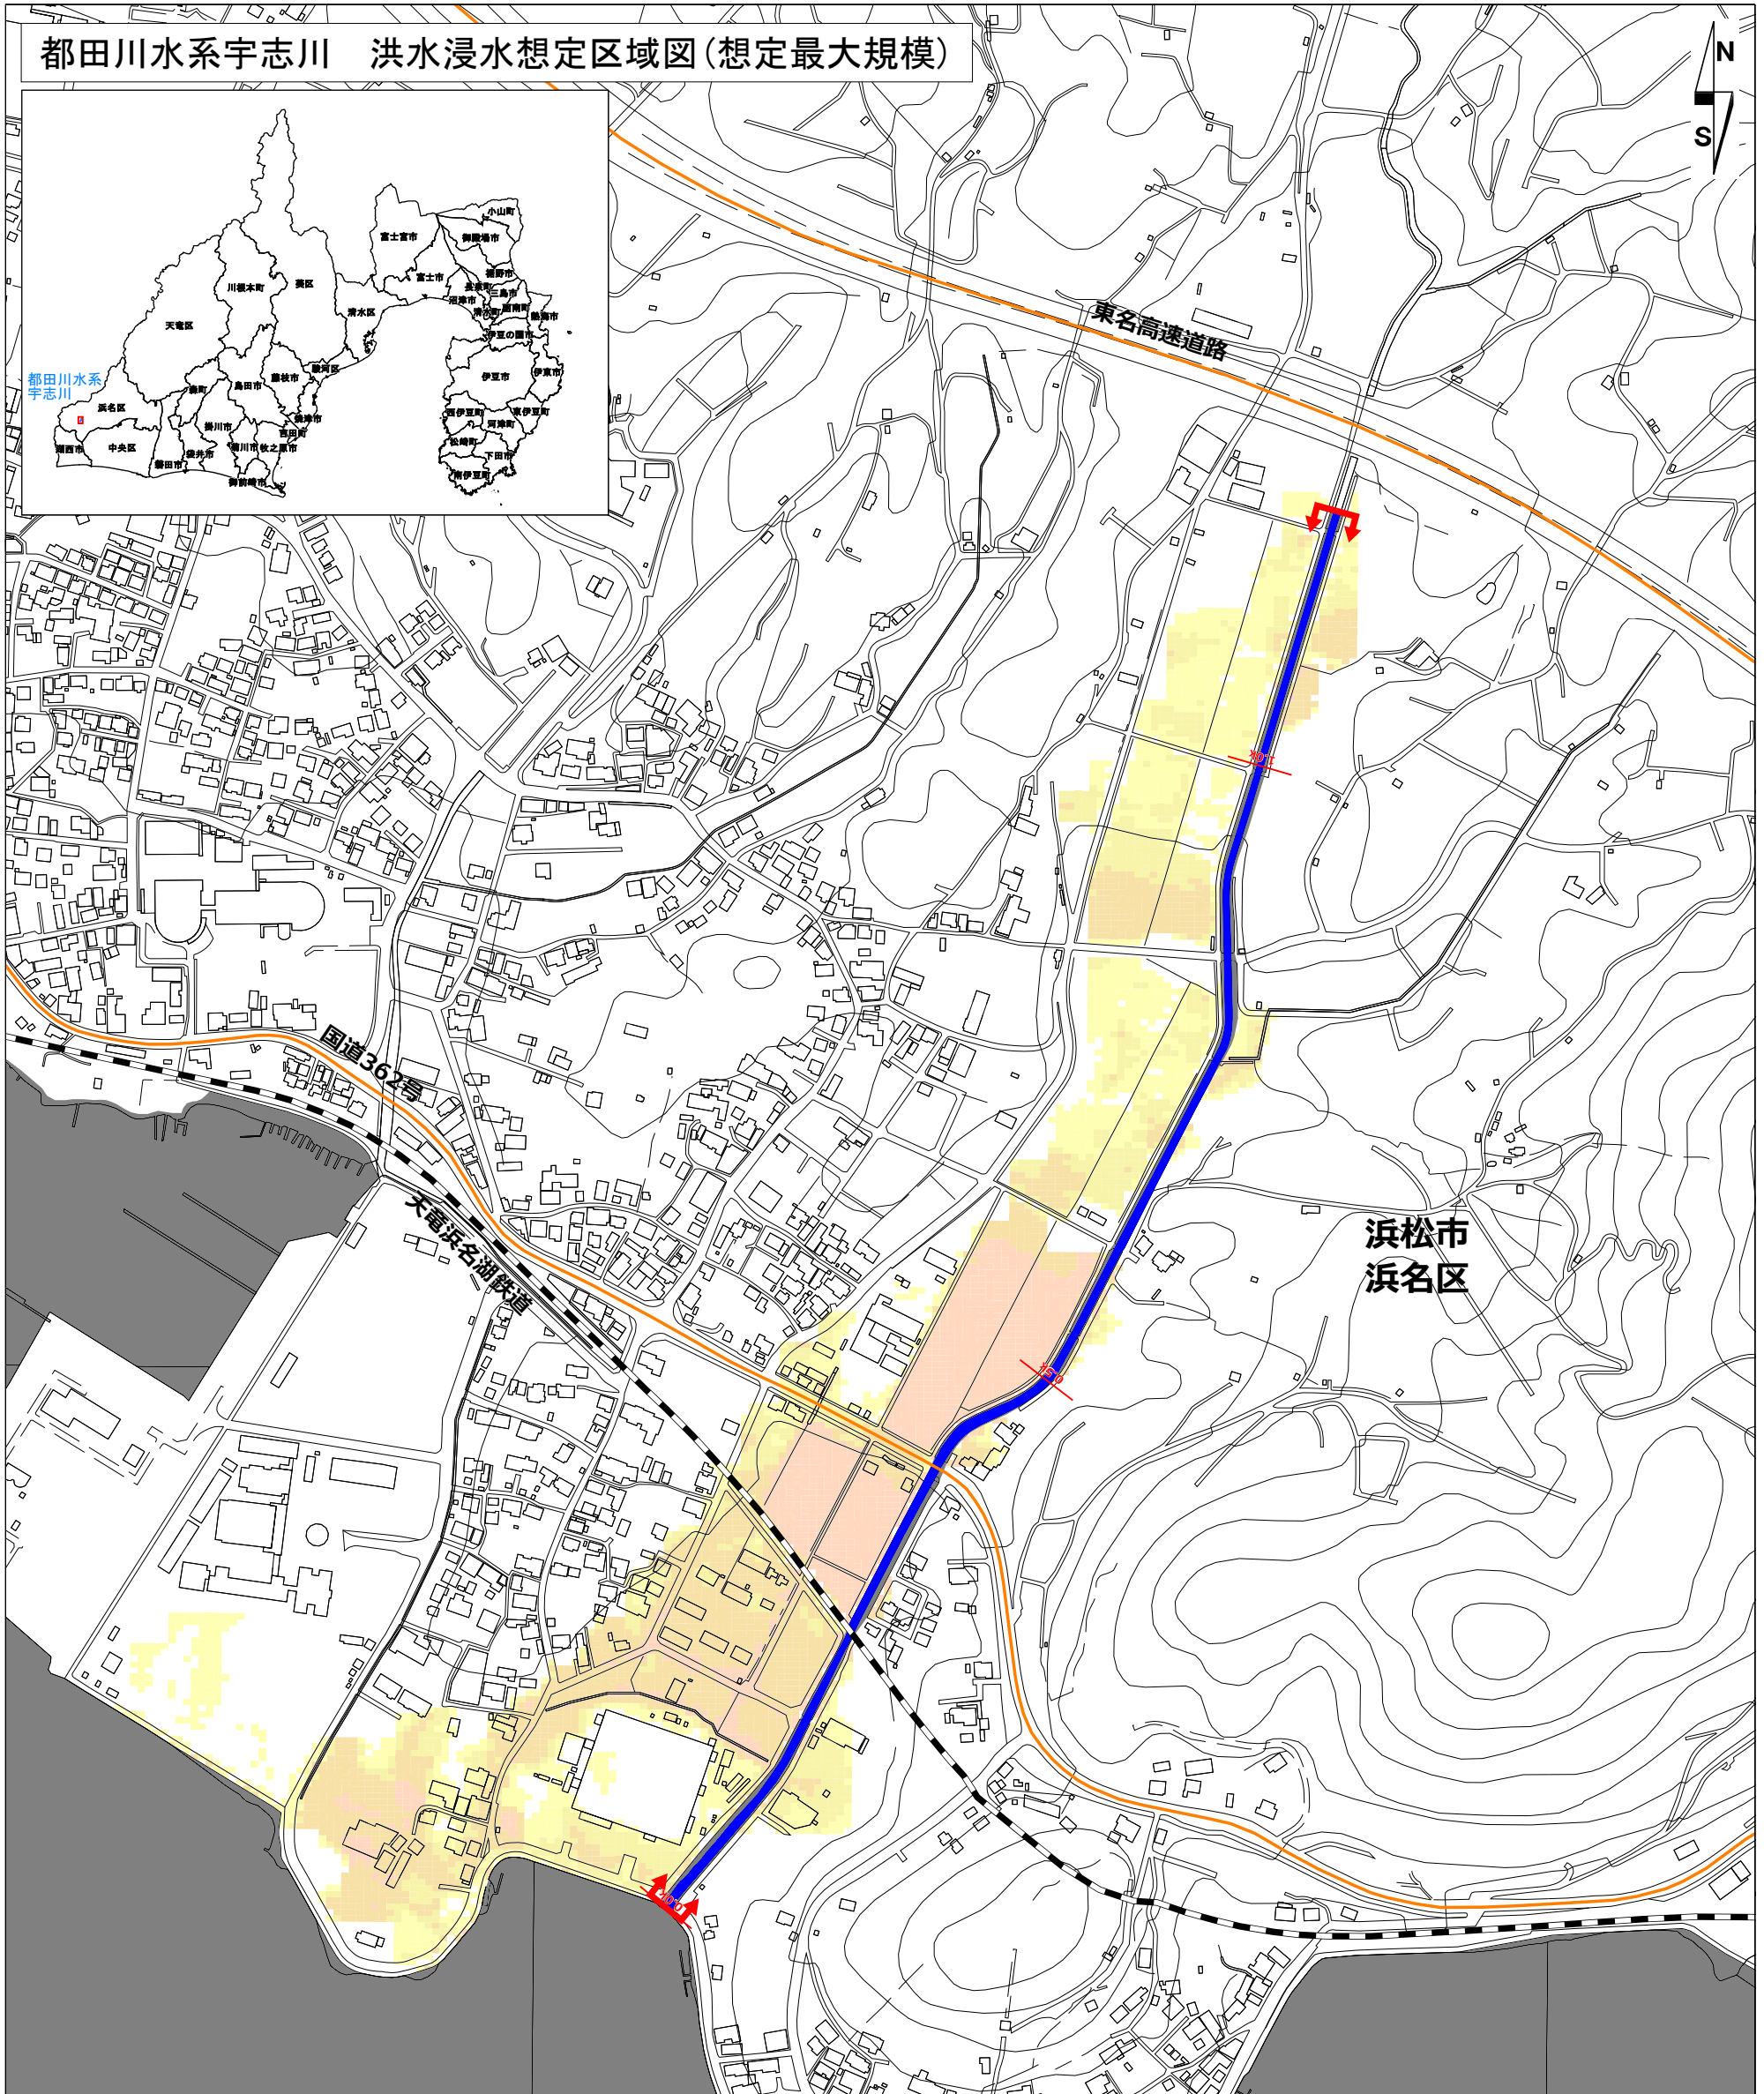 都田川水系宇志川　洪水浸水想定区域図(想定最大規模)
N
S
小山町
富士宮市
御殿場市
富士市
裾野市
川根本町
葵区
長泉町
三島市
沼津市
清水町
函南町
熱海市
清水区
伊豆の国市
天竜区
駿河区
伊東市
伊豆市
藤枝市
島田市
森町
都田川水系
宇志川
浜名区
西伊豆町
東伊豆町
焼津市
河津町
掛川市
吉田町
松崎町
湖西市
中央区
菊川市
牧之原市
袋井市
下田市
磐田市
南伊豆町
御前崎市
東名高速道路
1.0K
国道362号
天竜浜名湖鉄道
浜松市
浜名区
0.5K
0.0K